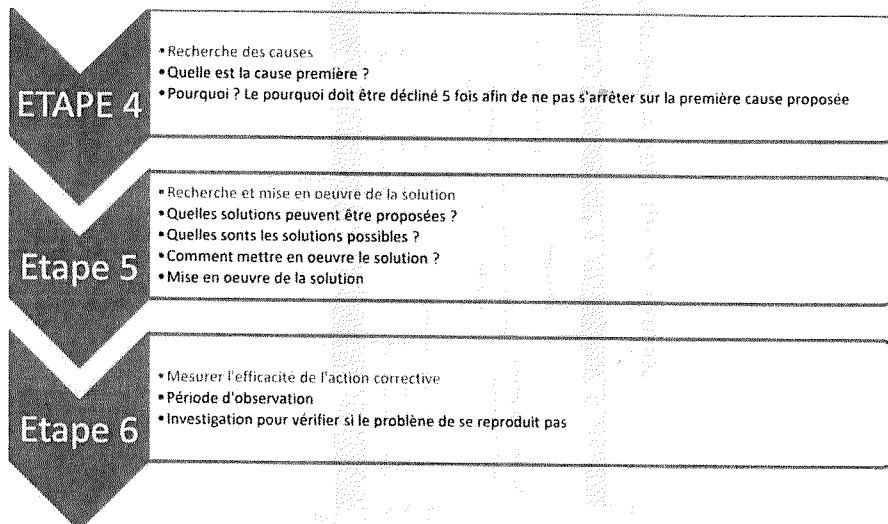 ETAPE 4
• Recherche des causes
• Quelle est la cause première ?
• Pourquoi ? Le pourquoi doit être décliné 5 fois afin de ne pas s'arrêter sur la première cause proposée
Etape 5
• Recherche et mise en oeuvre de la solution
• Quelles solutions peuvent être proposées ?
• Quelles sonts les solutions possibles ?
• Comment mettre en oeuvre le solution ?
• Mise en oeuvre de la solution
Etape 6
• Mesurer l'efficacité de l'action corrective
• Période d'observation
• Investigation pour vérifier si le problène de se reproduit pas